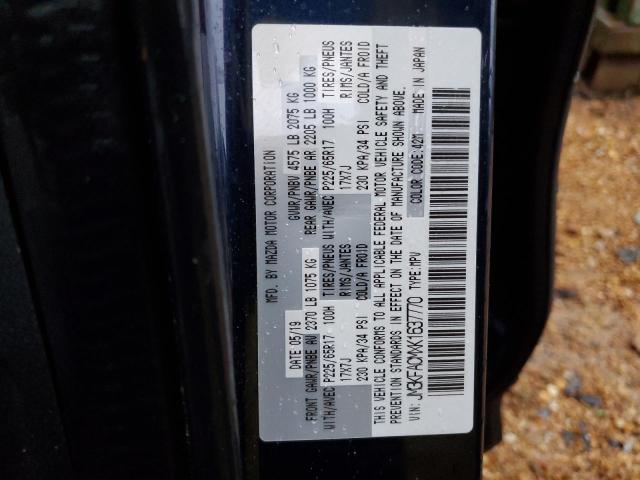 MFD. BY MAZDA MOTOR CORPORATION
DATE 05/19 GVWR/PNBV 4575 LB 2075 KG
FRONT GAWR/PNBE AV 2370 LB 1075 KG REAR GAWR/PNBE AR 2205 LB 1000 KG
WITH/AVEC P225/65R17 100H TIRES/PNEUS WITH/AVEC P225/65R17 100H TIRES/PNEUS
17X7J RIMS/JANTES 17X7J RIMS/JANTES
230 KPA/34 PSI COLD/A FROID 230 KPA/34 PSI COLD/A FROID
THIS VEHICLE CONFORMS TO ALL APPLICABLE FEDERAL MOTOR VEHICLE SAFETY AND THEFT
PREVENTION STANDARDS IN EFFECT ON THE DATE OF MANUFACTURE SHOWN ABOVE.
COLOR CODE:42M MADE IN JAPAN
VIN: TYPE:MPV